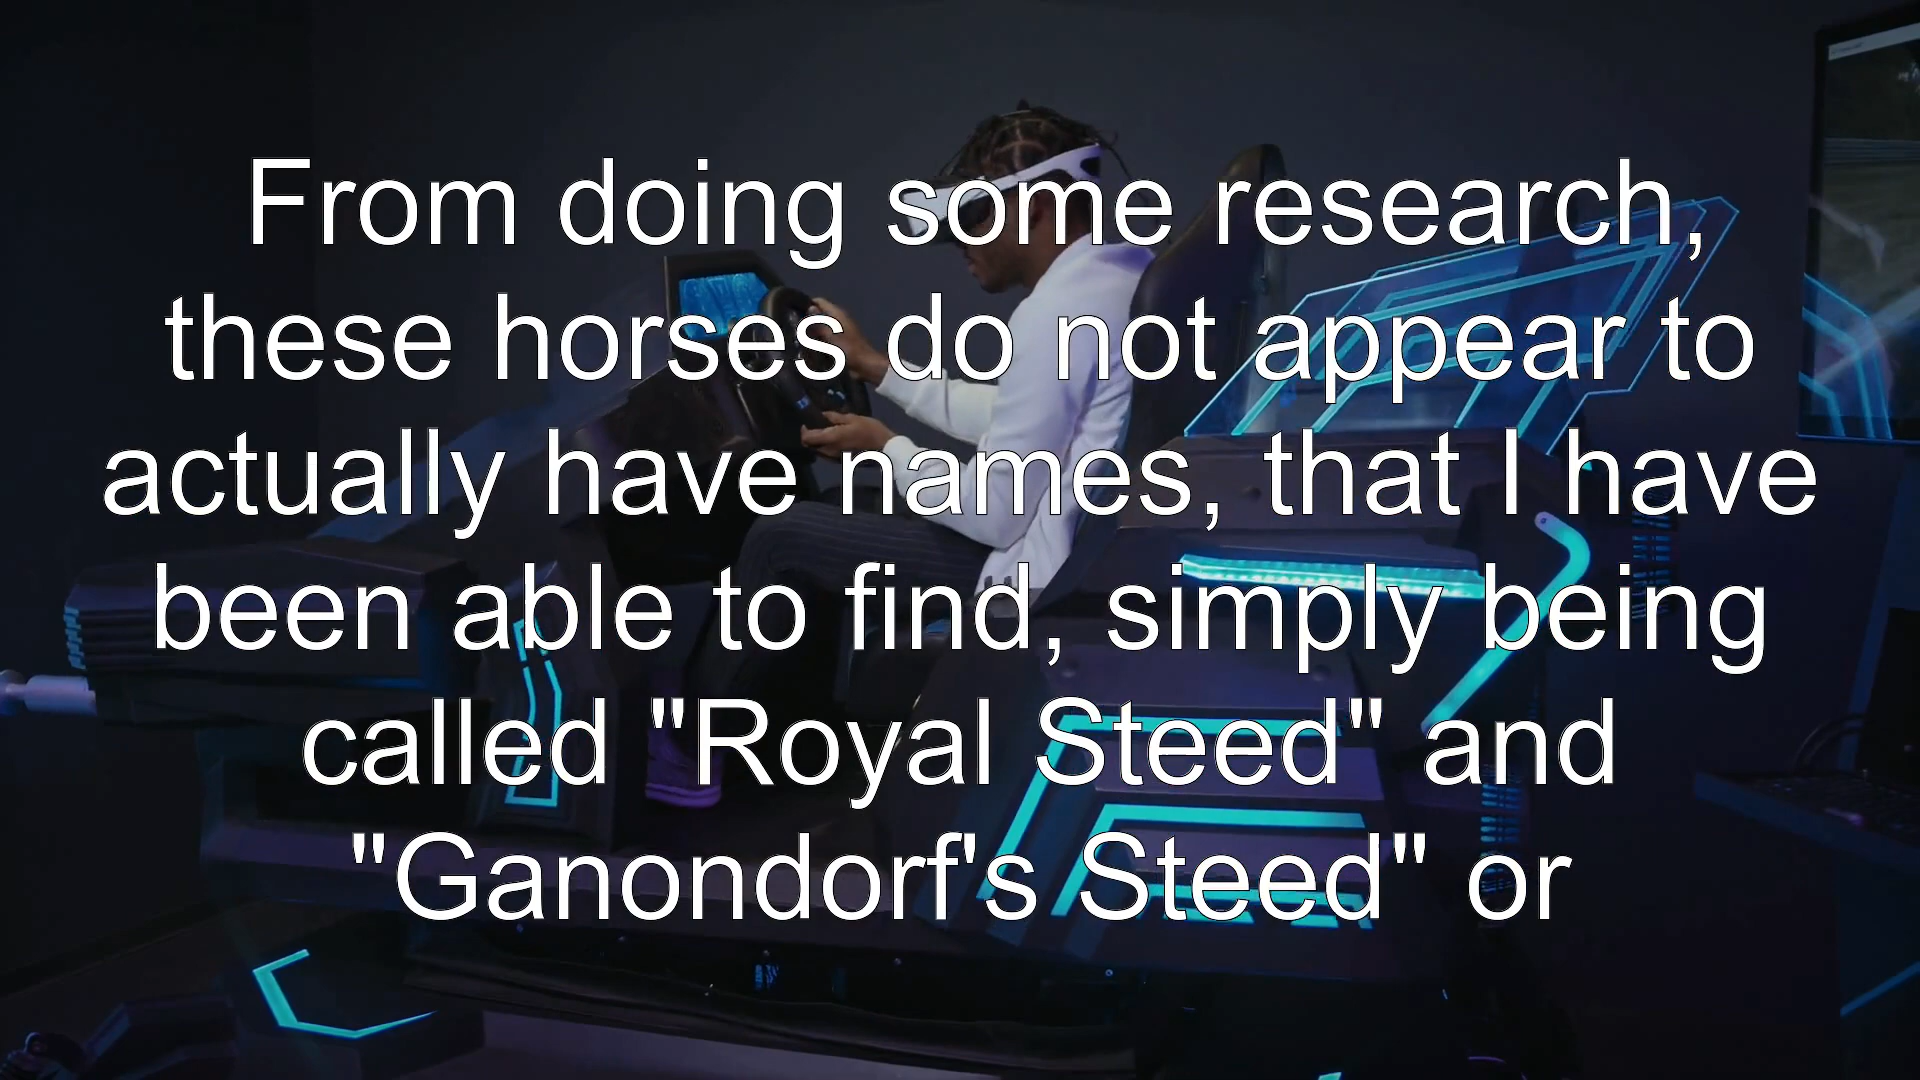 From doing some research,
these horses do not appear to
actually have names, that I have
been able to find, simply being
called "Royal Steed" and
"Ganondorf's Steed" or